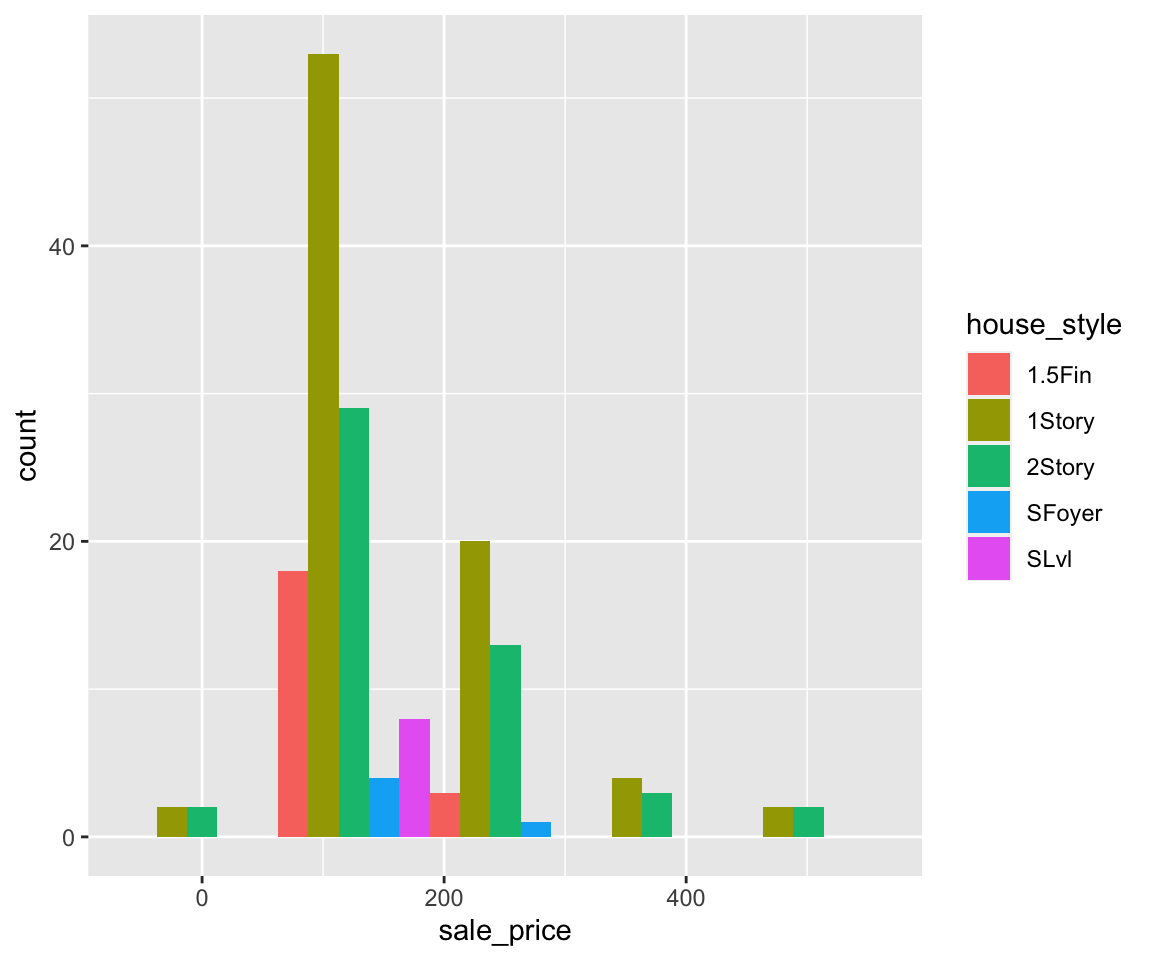 count
40
20
0
0
200
400
sale_price
house_style
1.5Fin
1Story
2Story
SFoyer
SLvl